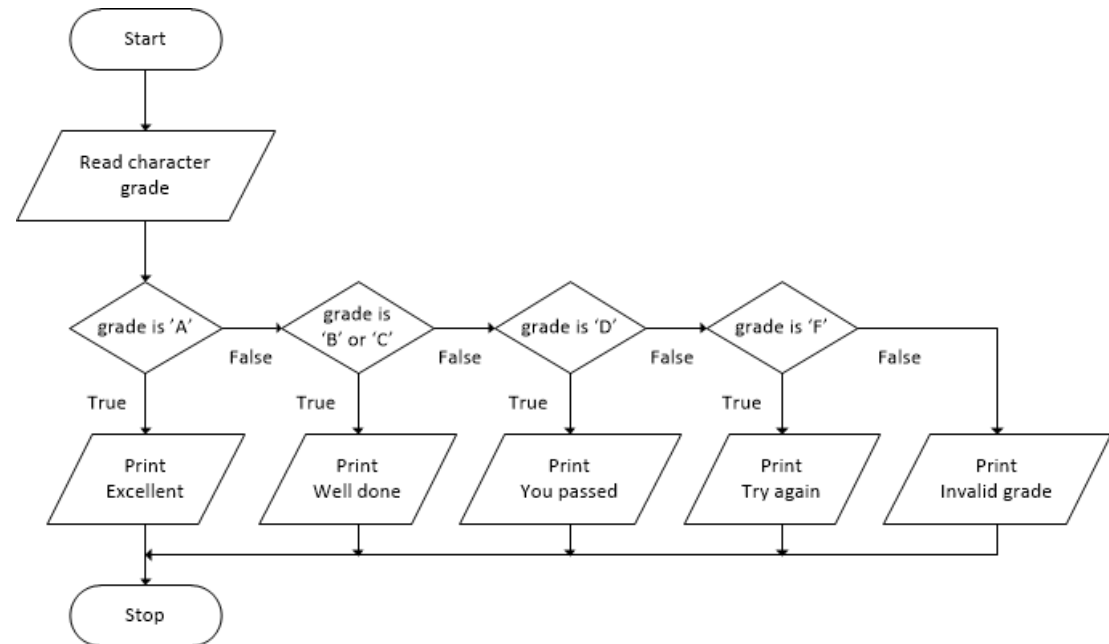 Start
Read character
grade
grade is ’A’
grade is
‘B’ or ‘C’
grade is ‘D’
grade is ‘F’
False
False
False
False
True
True
True
True
Print
Excellent
Print
Well done
Print
You passed
Print
Try again
Print
Invalid grade
Stop